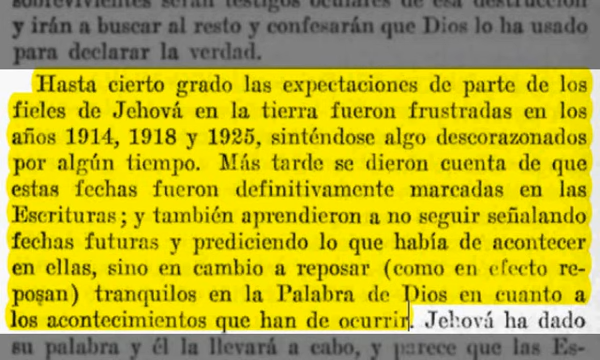 sobrevivientes serán testigos oculares de esa destrucción
y irán a buscar al resto y confesarán que Dios lo ha usado
para declarar la verdad.
Hasta cierto grado las expectaciones de parte de los
fieles de Jehová en la tierra fueron frustradas en los
años 1914, 1918 y 1925, sinténdose algo descorazonados
por algún tiempo. Más tarde se dieron cuenta de que
estas fechas fueron definitivamente marcadas en las
Escrituras; y también aprendieron a no seguir señalando
fechas futuras y prediciendo lo que había de acontecer
en ellas, sino en cambio a reposar (como en efecto re-
posan) tranquilos en la Palabra de Dios en cuanto a
los acontecimientos que han de ocurrir. Jehová ha dado
su palabra y él la llevará a cabo, y parece que las Es-